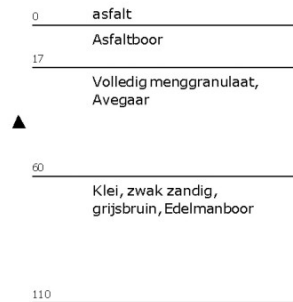 0 asfalt
Asfaltboor
17
Volledig menggranulaat,
Avegaar
60
Klei, zwak zandig,
grijsbruin, Edelmanboor
110